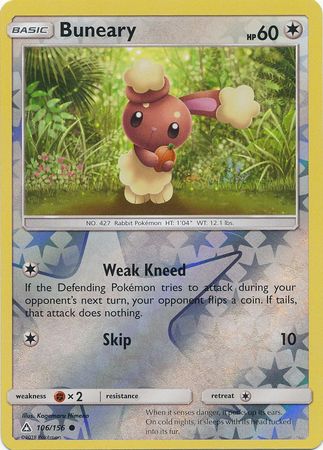 BASIC Buneary HP60
NO. 427 Rabbit Pokémon HT: 1'04" WT: 12.1 lbs.
Weak Kneed
If the Defending Pokémon tries to attack during your
opponent's next turn, your opponent flips a coin. If tails,
that attack does nothing.
Skip 10
weakness ×2 resistance retreat
Illus. Kagemaru Himeno
106/156
©2018 Pokémon
When it senses danger, it perks up its ears.
On cold nights, it sleeps with its head tucked
into its fur.